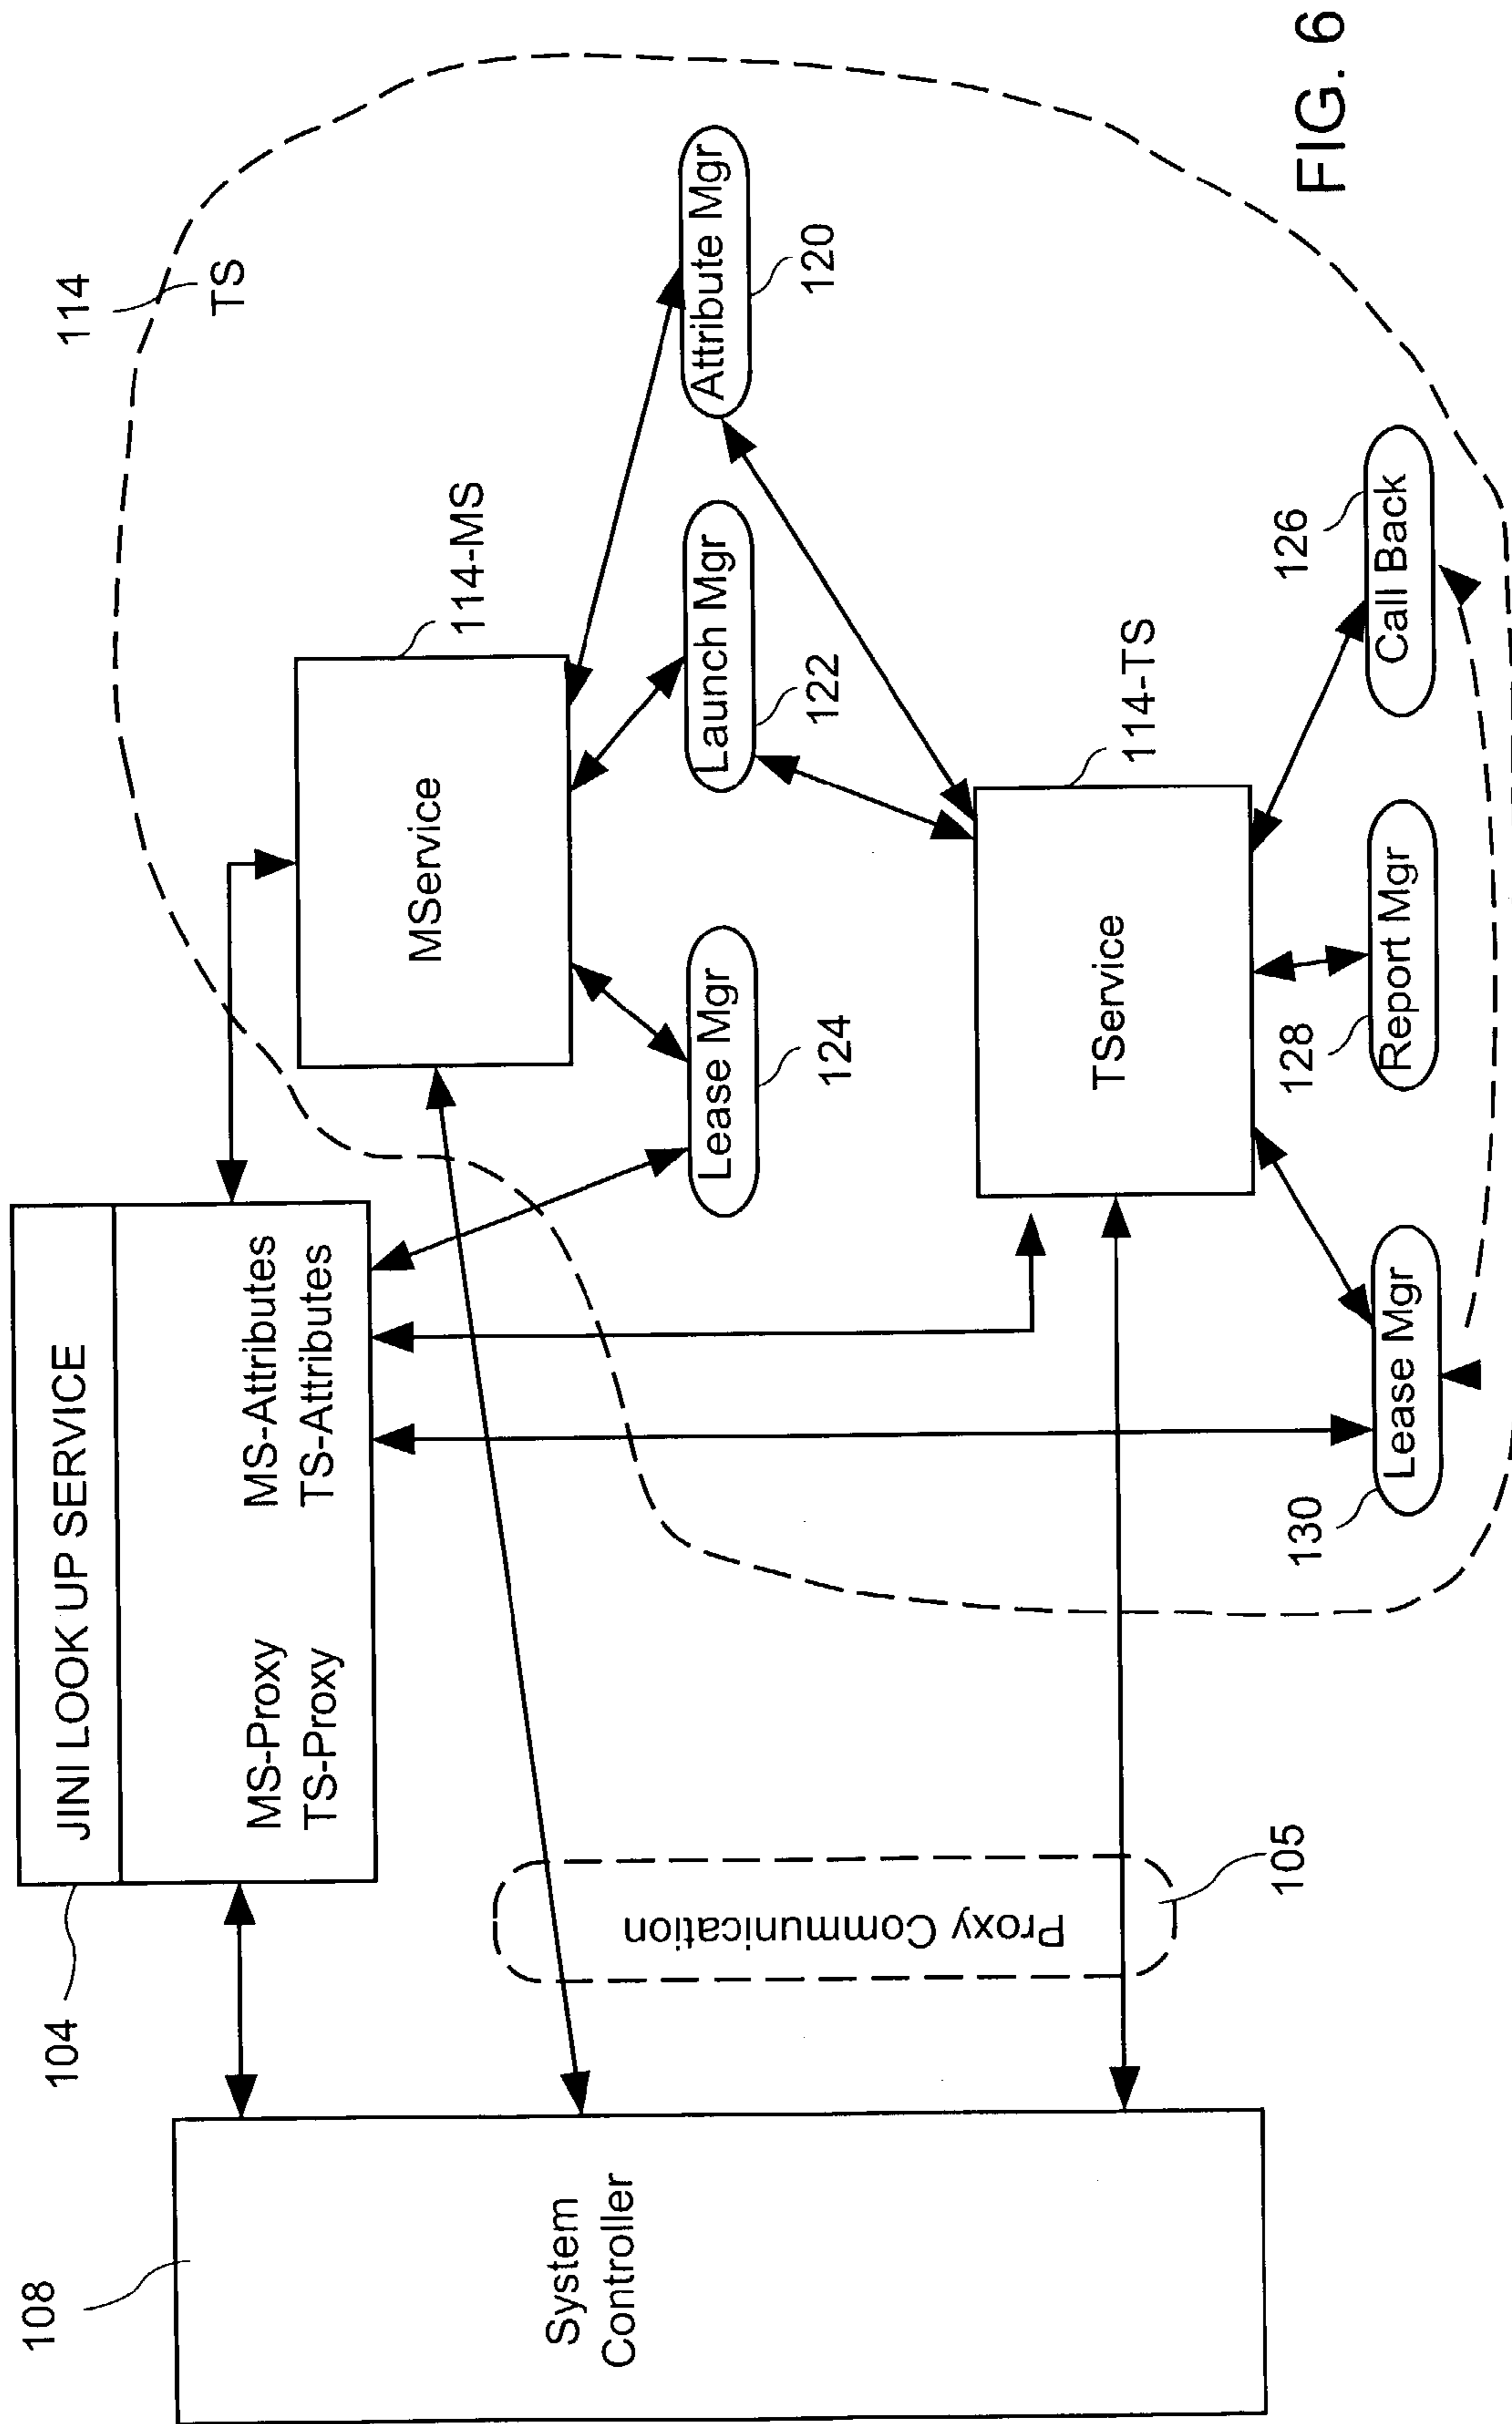 108
System
Controller
104
JINI LOOK UP SERVICE
MS-Proxy
TS-Proxy
MS-Attributes
TS-Attributes
Proxy Communication
105
114
TS
MService
114-MS
Lease Mgr
124
Launch Mgr
122
Attribute Mgr
120
TService
114-TS
130
Lease Mgr
128
Report Mgr
126
Call Back
FIG. 6